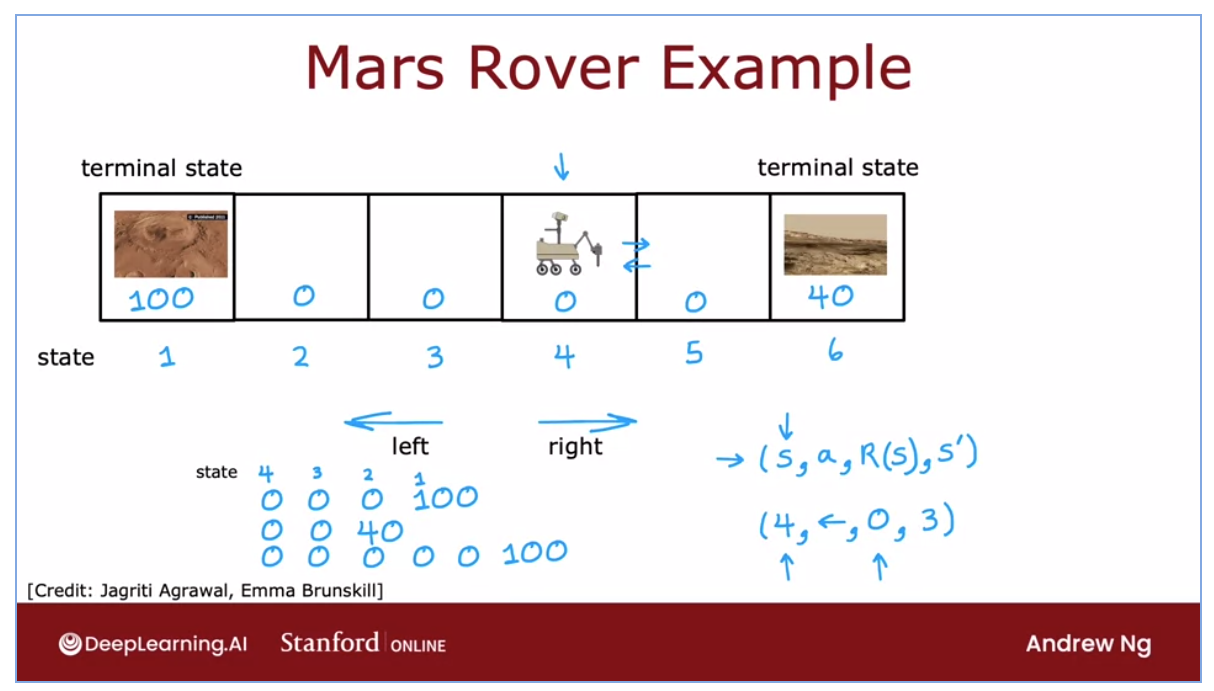 Mars Rover Example
terminal state
terminal state
↓
100 0 0 0 0 40
→
←
state 1 2 3 4 5 6
← →
left right
↓
→ (s, a, R(s), s')
state 4 3 2 1
0 0 0 100
(4, ←, 0, 3)
0 0 40
0 0 0 0 0 100
↑ ↑
[Credit: Jagriti Agrawal, Emma Brunskill]
DeepLearning.AI Stanford ONLINE Andrew Ng